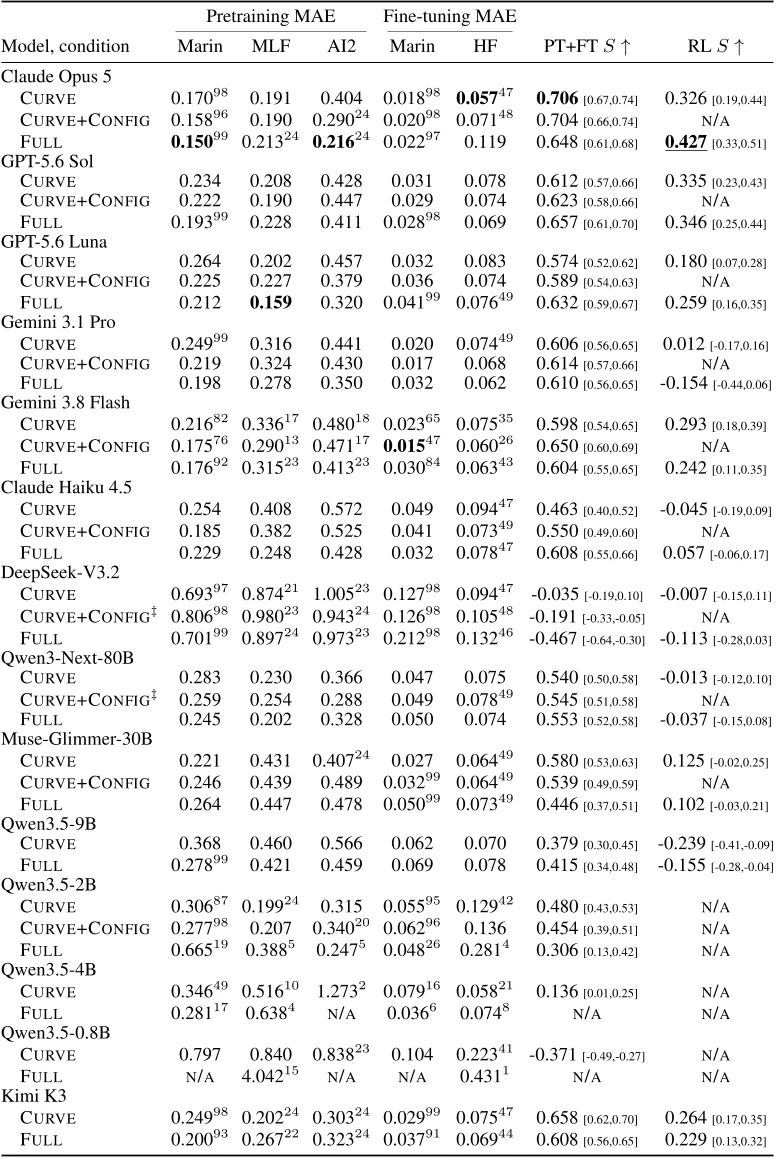 Pretraining MAE Fine-tuning MAE
Model, condition Marin MLF AI2 Marin HF PT+FT S ↑ RL S ↑
Claude Opus 5
CURVE 0.170^98 0.191 0.404 0.018^98 0.057^47 0.706 [0.67,0.74] 0.326 [0.19,0.44]
CURVE+CONFIG 0.158^96 0.190 0.290^24 0.020^98 0.071^48 0.704 [0.66,0.74] N/A
FULL 0.150^99 0.213^24 0.216^24 0.022^97 0.119 0.648 [0.61,0.68] 0.427 [0.33,0.51]
GPT-5.6 Sol
CURVE 0.234 0.208 0.428 0.031 0.078 0.612 [0.57,0.66] 0.335 [0.23,0.43]
CURVE+CONFIG 0.222 0.190 0.447 0.029 0.074 0.623 [0.58,0.66] N/A
FULL 0.193^99 0.228 0.411 0.028^98 0.069 0.657 [0.61,0.70] 0.346 [0.25,0.44]
GPT-5.6 Luna
CURVE 0.264 0.202 0.457 0.032 0.083 0.574 [0.52,0.62] 0.180 [0.07,0.28]
CURVE+CONFIG 0.225 0.227 0.379 0.036 0.074 0.589 [0.54,0.63] N/A
FULL 0.212 0.159 0.320 0.041^99 0.076^49 0.632 [0.59,0.67] 0.259 [0.16,0.35]
Gemini 3.1 Pro
CURVE 0.249^99 0.316 0.441 0.020 0.074^49 0.606 [0.56,0.65] 0.012 [-0.17,0.16]
CURVE+CONFIG 0.219 0.324 0.430 0.017 0.068 0.614 [0.57,0.66] N/A
FULL 0.198 0.278 0.350 0.032 0.062 0.610 [0.56,0.65] -0.154 [-0.44,0.06]
Gemini 3.8 Flash
CURVE 0.216^82 0.336^17 0.480^18 0.023^65 0.075^35 0.598 [0.54,0.65] 0.293 [0.18,0.39]
CURVE+CONFIG 0.175^76 0.290^13 0.471^17 0.015^47 0.060^26 0.650 [0.60,0.69] N/A
FULL 0.176^92 0.315^23 0.413^23 0.030^84 0.063^43 0.604 [0.55,0.65] 0.242 [0.11,0.35]
Claude Haiku 4.5
CURVE 0.254 0.408 0.572 0.049 0.094^47 0.463 [0.40,0.52] -0.045 [-0.19,0.09]
CURVE+CONFIG 0.185 0.382 0.525 0.041 0.073^49 0.550 [0.49,0.60] N/A
FULL 0.229 0.248 0.428 0.032 0.078^47 0.608 [0.55,0.66] 0.057 [-0.06,0.17]
DeepSeek-V3.2
CURVE 0.693^97 0.874^21 1.005^23 0.127^98 0.094^47 -0.035 [-0.19,0.10] -0.007 [-0.15,0.11]
CURVE+CONFIG‡ 0.806^98 0.980^23 0.943^24 0.126^98 0.105^48 -0.191 [-0.33,-0.05] N/A
FULL 0.701^99 0.897^24 0.973^23 0.212^98 0.132^46 -0.467 [-0.64,-0.30] -0.113 [-0.28,0.03]
Qwen3-Next-80B
CURVE 0.283 0.230 0.366 0.047 0.075 0.540 [0.50,0.58] -0.013 [-0.12,0.10]
CURVE+CONFIG‡ 0.259 0.254 0.288 0.049 0.078^49 0.545 [0.51,0.58] N/A
FULL 0.245 0.202 0.328 0.050 0.074 0.553 [0.52,0.58] -0.037 [-0.15,0.08]
Muse-Glimmer-30B
CURVE 0.221 0.431 0.407^24 0.027 0.064^49 0.580 [0.53,0.63] 0.125 [-0.02,0.25]
CURVE+CONFIG 0.246 0.439 0.489 0.032^99 0.064^49 0.539 [0.49,0.59] N/A
FULL 0.264 0.447 0.478 0.050^99 0.073^49 0.446 [0.37,0.51] 0.102 [-0.03,0.21]
Qwen3.5-9B
CURVE 0.368 0.460 0.566 0.062 0.070 0.379 [0.30,0.45] -0.239 [-0.41,-0.09]
FULL 0.278^99 0.421 0.459 0.069 0.078 0.415 [0.34,0.48] -0.155 [-0.28,-0.04]
Qwen3.5-2B
CURVE 0.306^87 0.199^24 0.315 0.055^95 0.129^42 0.480 [0.43,0.53] N/A
CURVE+CONFIG 0.277^98 0.207 0.340^20 0.062^96 0.136 0.454 [0.39,0.51] N/A
FULL 0.665^19 0.388^5 0.247^5 0.048^26 0.281^4 0.306 [0.13,0.42] N/A
Qwen3.5-4B
CURVE 0.346^49 0.516^10 1.273^2 0.079^16 0.058^21 0.136 [0.01,0.25] N/A
FULL 0.281^17 0.638^4 N/A 0.036^6 0.074^8 N/A N/A
Qwen3.5-0.8B
CURVE 0.797 0.840 0.838^23 0.104 0.223^41 -0.371 [-0.49,-0.27] N/A
FULL N/A 4.042^15 N/A N/A 0.431^1 N/A N/A
Kimi K3
CURVE 0.249^98 0.202^24 0.303^24 0.029^99 0.075^47 0.658 [0.62,0.70] 0.264 [0.17,0.35]
FULL 0.200^93 0.267^22 0.323^24 0.037^91 0.069^44 0.608 [0.56,0.65] 0.229 [0.13,0.32]